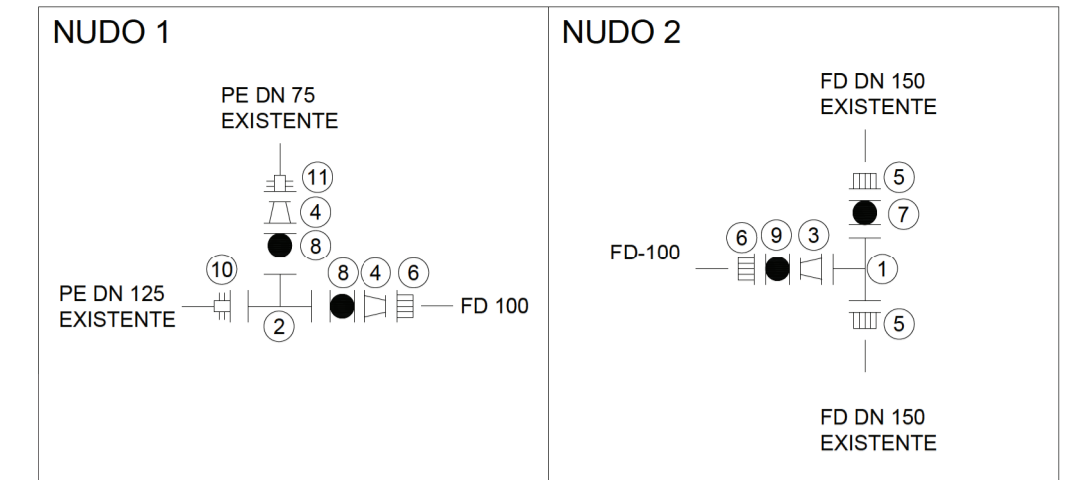 NUDO 1
PE DN 75
EXISTENTE
11
4
8
10
8
4
6
PE DN 125
EXISTENTE
FD 100
2
NUDO 2
FD DN 150
EXISTENTE
5
7
6
9
3
FD-100
1
5
FD DN 150
EXISTENTE